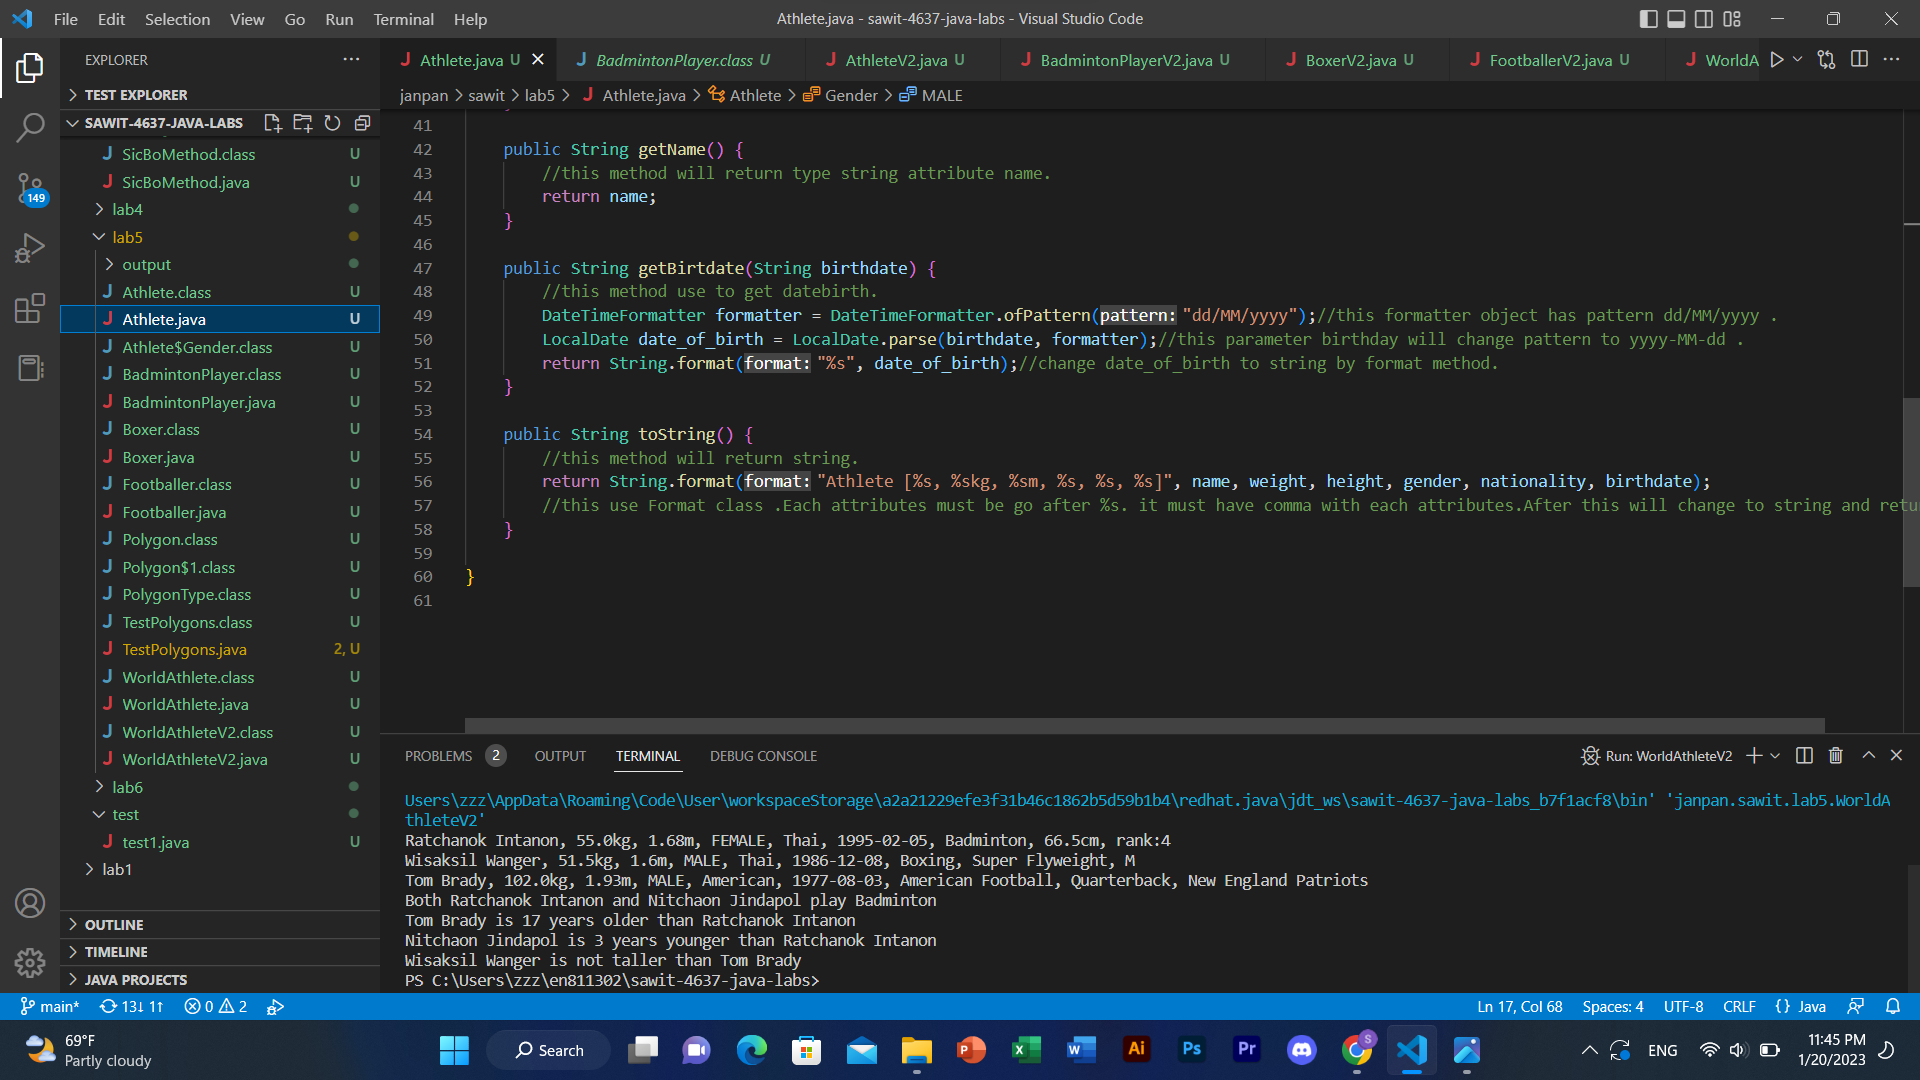 File Edit Selection View Go Run Terminal Help
Athlete.java - sawit-4637-java-labs - Visual Studio Code
EXPLORER
Athlete.java U
BadmintonPlayer.class U
AthleteV2.java U
BadmintonPlayerV2.java U
BoxerV2.java U
FootballerV2.java U
WorldA
janpan > sawit > lab5 > Athlete.java > Athlete > Gender > MALE
TEST EXPLORER
SAWIT-4637-JAVA-LABS
SicBoMethod.class U
SicBoMethod.java U
lab4
lab5
output
Athlete.class U
Athlete.java U
Athlete$Gender.class U
BadmintonPlayer.class U
BadmintonPlayer.java U
Boxer.class U
Boxer.java U
Footballer.class U
Footballer.java U
Polygon.class U
Polygon$1.class U
PolygonType.class U
TestPolygons.class U
TestPolygons.java 2, U
WorldAthlete.class U
WorldAthlete.java U
WorldAthleteV2.class U
WorldAthleteV2.java U
lab6
test
test1.java U
lab1
OUTLINE
TIMELINE
JAVA PROJECTS
149
41
42 public String getName() {
43 //this method will return type string attribute name.
44 return name;
45 }
46
47 public String getBirtdate(String birthdate) {
48 //this method use to get datebirth.
49 DateTimeFormatter formatter = DateTimeFormatter.ofPattern(pattern: "dd/MM/yyyy");//this formatter object has pattern dd/MM/yyyy .
50 LocalDate date_of_birth = LocalDate.parse(birthdate, formatter);//this parameter birthday will change pattern to yyyy-MM-dd .
51 return String.format(format: "%s", date_of_birth);//change date_of_birth to string by format method.
52 }
53
54 public String toString() {
55 //this method will return string.
56 return String.format(format: "Athlete [%s, %skg, %sm, %s, %s, %s]", name, weight, height, gender, nationality, birthdate);
57 //this use Format class .Each attributes must be go after %s. it must have comma with each attributes.After this will change to string and retu
58 }
59
60 }
61
PROBLEMS 2 OUTPUT TERMINAL DEBUG CONSOLE
Run: WorldAthleteV2
Users\zzz\AppData\Roaming\Code\User\workspaceStorage\a2a21229efe3f31b46c1862b5d59b1b4\redhat.java\jdt_ws\sawit-4637-java-labs_b7f1acf8\bin' 'janpan.sawit.lab5.WorldA
thleteV2'
Ratchanok Intanon, 55.0kg, 1.68m, FEMALE, Thai, 1995-02-05, Badminton, 66.5cm, rank:4
Wisaksil Wanger, 51.5kg, 1.6m, MALE, Thai, 1986-12-08, Boxing, Super Flyweight, M
Tom Brady, 102.0kg, 1.93m, MALE, American, 1977-08-03, American Football, Quarterback, New England Patriots
Both Ratchanok Intanon and Nitchaon Jindapol play Badminton
Tom Brady is 17 years older than Ratchanok Intanon
Nitchaon Jindapol is 3 years younger than Ratchanok Intanon
Wisaksil Wanger is not taller than Tom Brady
PS C:\Users\zzz\en811302\sawit-4637-java-labs>
main* 13↓ 1↑ 0 2
Ln 17, Col 68 Spaces: 4 UTF-8 CRLF {} Java
69°F
Partly cloudy
Search
P
X
W
Ai
Ps
Pr
S
ENG
11:45 PM
1/20/2023